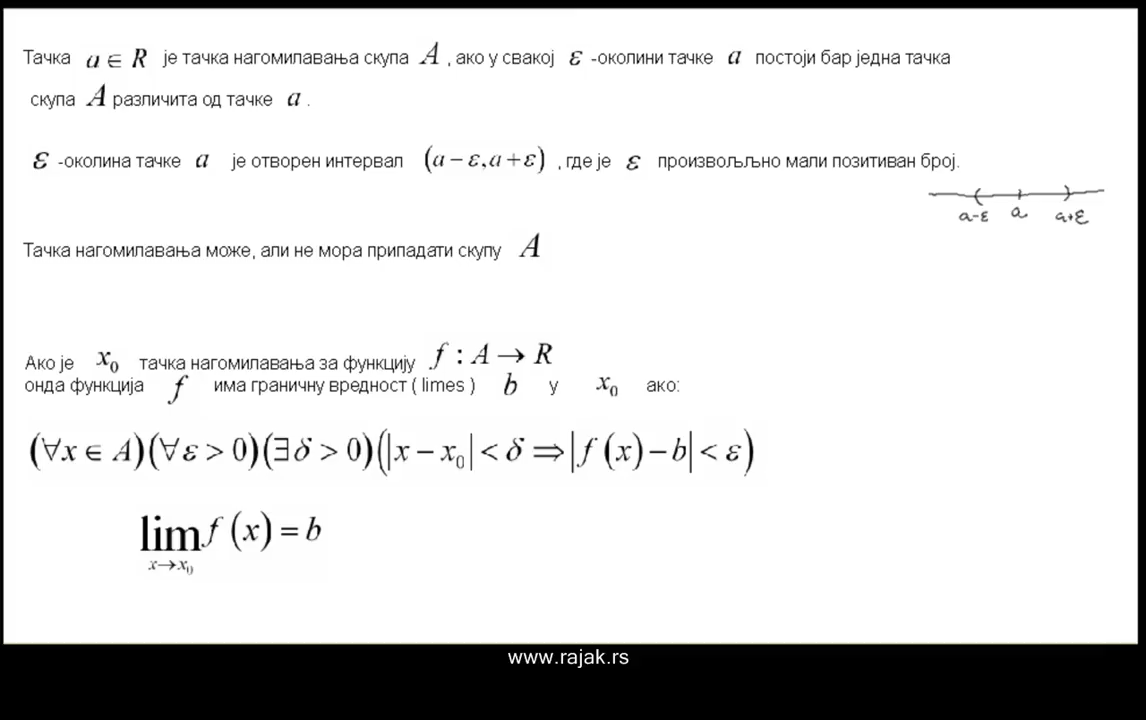 Тачка a ∈ R је тачка нагомилавања скупа A , ако у свакој ε -околини тачке a постоји бар једна тачка
скупа A различита од тачке a .
ε -околина тачке a је отворен интервал (a − ε, a + ε) , где је ε произвољљно мали позитиван број.
a-ε a a+ε
Тачка нагомилавања може, али не мора припадати скупу A
Ако је x₀ тачка нагомилавања за функцију f : A → R
онда функција f има граничну вредност ( limes ) b у x₀ ако:
(∀x ∈ A)(∀ε > 0)(∃δ > 0)(|x − x₀| < δ ⇒ |f(x) − b| < ε)
lim f(x) = b
x→x₀
www.rajak.rs